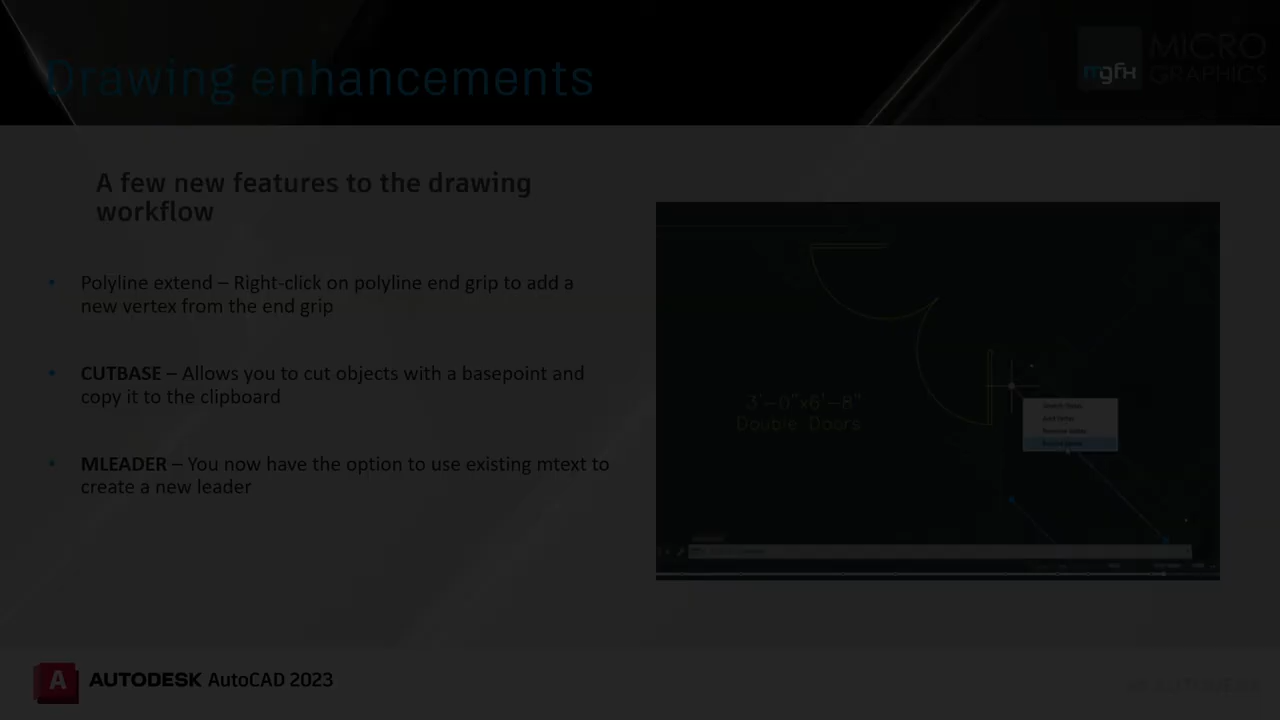 Drawing enhancements
mgfx
MICRO
GRAPHICS
A few new features to the drawing
workflow
• Polyline extend – Right-click on polyline end grip to add a
new vertex from the end grip
• CUTBASE – Allows you to cut objects with a basepoint and
copy it to the clipboard
• MLEADER – You now have the option to use existing mtext to
create a new leader
3'-0"x6'-8"
Double Doors
A AUTODESK AutoCAD 2023